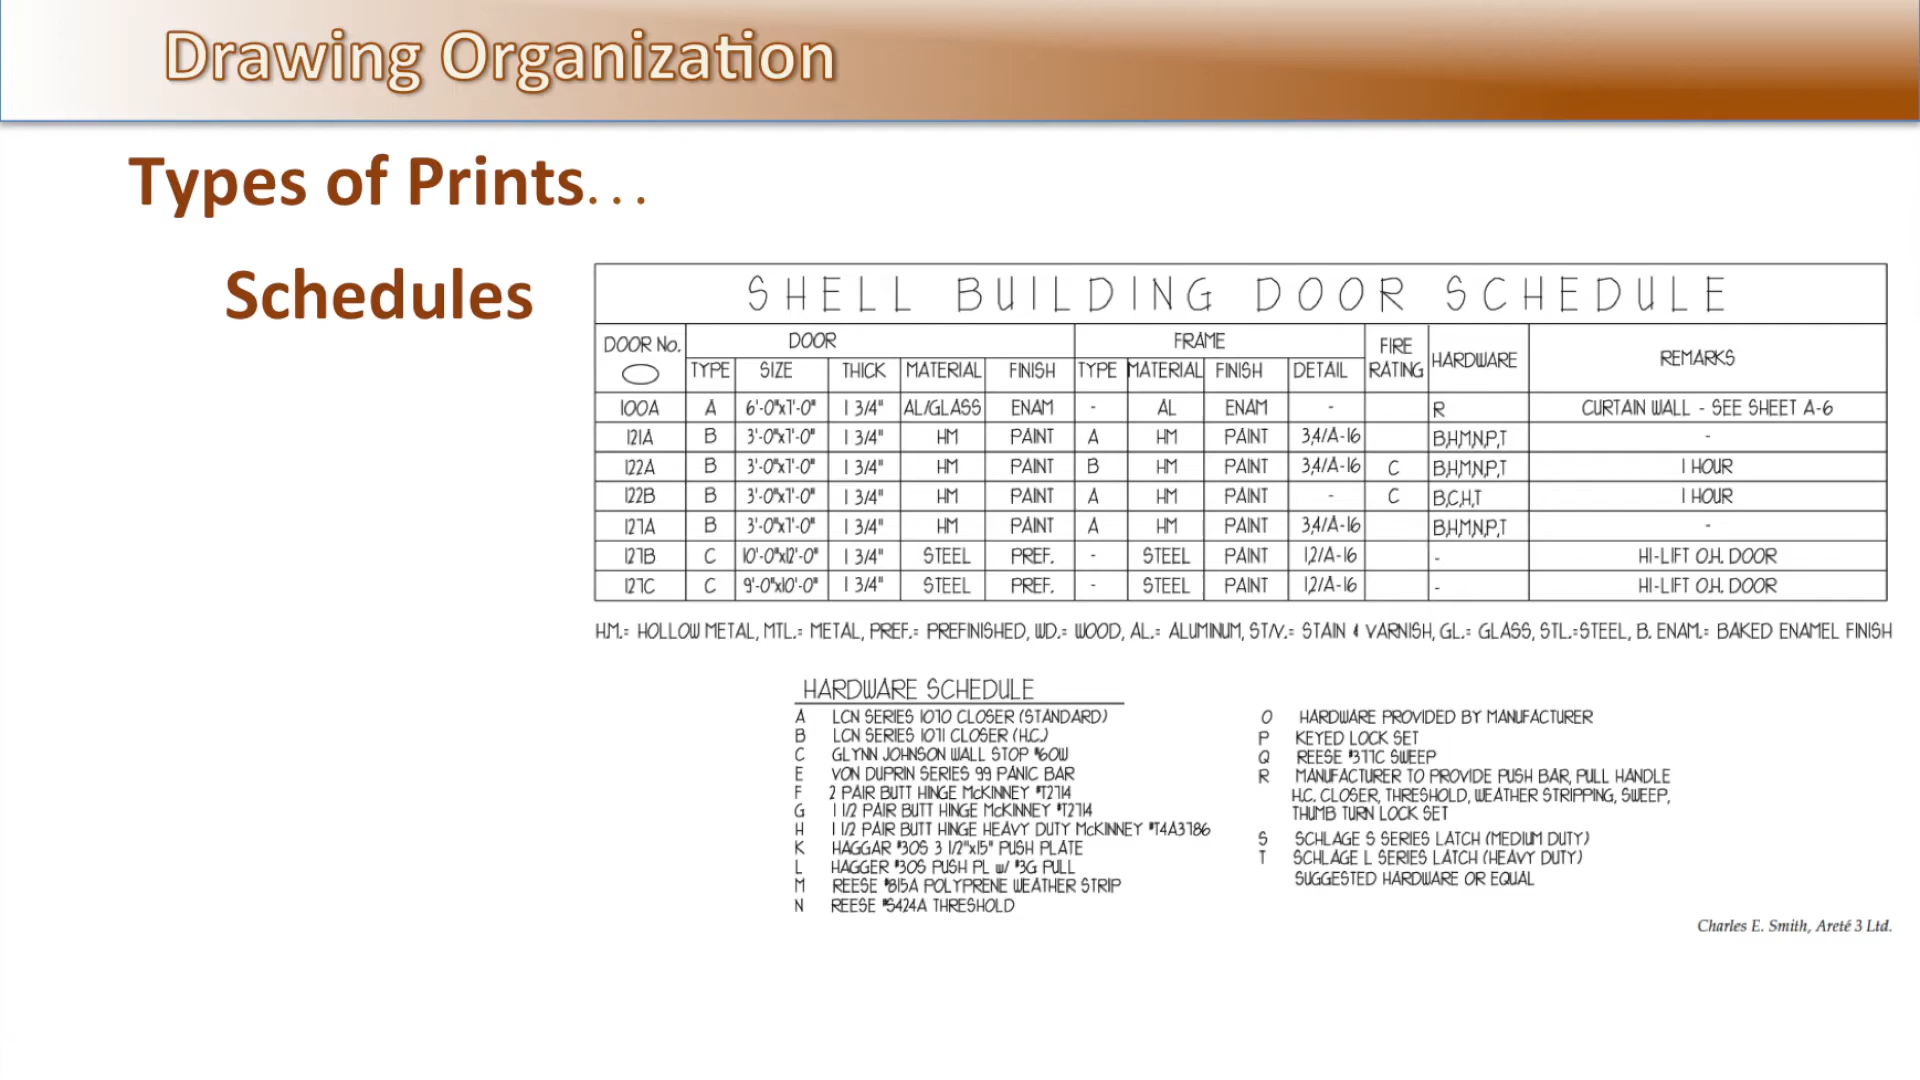 Drawing Organization
Types of Prints...
Schedules
SHELL BUILDING DOOR SCHEDULE
DOOR No. DOOR FRAME FIRE RATING HARDWARE REMARKS
TYPE SIZE THICK MATERIAL FINISH TYPE MATERIAL FINISH DETAIL
100A A 6'-0"x7'-0" 1 3/4" AL/GLASS ENAM - AL ENAM - R CURTAIN WALL - SEE SHEET A-6
121A B 3'-0"x7'-0" 1 3/4" HM PAINT A HM PAINT 3,4/A-16 B,H,M,N,P,T -
122A B 3'-0"x7'-0" 1 3/4" HM PAINT B HM PAINT 3,4/A-16 C B,H,M,N,P,T 1 HOUR
122B B 3'-0"x7'-0" 1 3/4" HM PAINT A HM PAINT - C B,C,H,T 1 HOUR
127A B 3'-0"x7'-0" 1 3/4" HM PAINT A HM PAINT 3,4/A-16 B,H,M,N,P,T -
127B C 10'-0"x12'-0" 1 3/4" STEEL PREF. - STEEL PAINT 1,2/A-16 - HI-LIFT O.H. DOOR
127C C 9'-0"x10'-0" 1 3/4" STEEL PREF. - STEEL PAINT 1,2/A-16 - HI-LIFT O.H. DOOR
H.M.= HOLLOW METAL, MTL.= METAL, PREF.= PREFINISHED, WD.= WOOD, AL.= ALUMINUM, ST/V.= STAIN & VARNISH, GL.= GLASS, STL.=STEEL, B. ENAM.= BAKED ENAMEL FINISH
HARDWARE SCHEDULE
A LCN SERIES 1070 CLOSER (STANDARD)
B LCN SERIES 1071 CLOSER (H.C.)
C GLYNN JOHNSON WALL STOP #60W
E VON DUPRIN SERIES 99 PANIC BAR
F 2 PAIR BUTT HINGE McKINNEY #T2714
G 1 1/2 PAIR BUTT HINGE McKINNEY #T2714
H 1 1/2 PAIR BUTT HINGE HEAVY DUTY McKINNEY #T4A3786
K HAGGAR #30S 3 1/2"x15" PUSH PLATE
L HAGGER #30S PUSH PL w/ #3G PULL
M REESE #815A POLYPRENE WEATHER STRIP
N REESE #S424A THRESHOLD
O HARDWARE PROVIDED BY MANUFACTURER
P KEYED LOCK SET
Q REESE #377C SWEEP
R MANUFACTURER TO PROVIDE PUSH BAR, PULL HANDLE
H.C. CLOSER, THRESHOLD, WEATHER STRIPPING, SWEEP,
THUMB TURN LOCK SET
S SCHLAGE S SERIES LATCH (MEDIUM DUTY)
T SCHLAGE L SERIES LATCH (HEAVY DUTY)
SUGGESTED HARDWARE OR EQUAL
Charles E. Smith, Areté 3 Ltd.